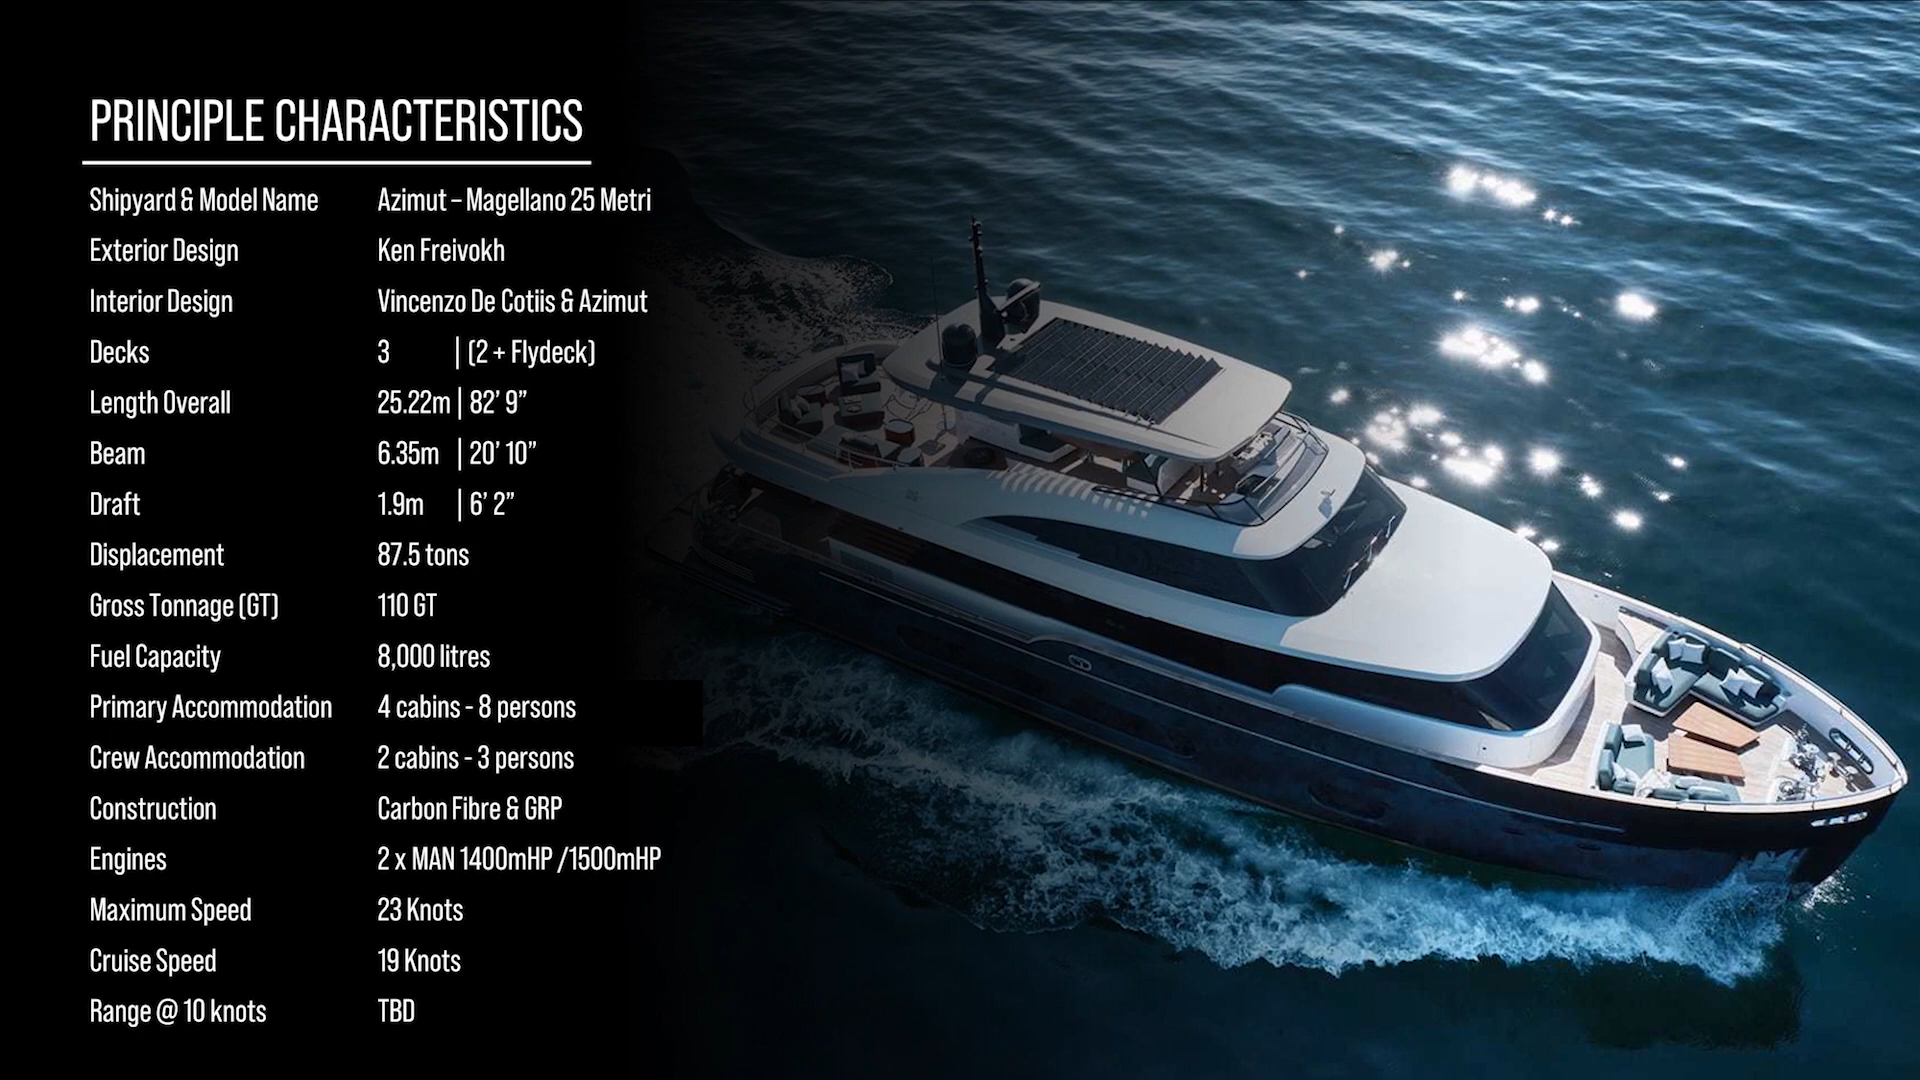 PRINCIPLE CHARACTERISTICS
Shipyard & Model Name Azimut – Magellano 25 Metri
Exterior Design Ken Freivokh
Interior Design Vincenzo De Cotiis & Azimut
Decks 3 | (2 + Flydeck)
Length Overall 25.22m | 82’ 9”
Beam 6.35m | 20’ 10”
Draft 1.9m | 6’ 2”
Displacement 87.5 tons
Gross Tonnage (GT) 110 GT
Fuel Capacity 8,000 litres
Primary Accommodation 4 cabins - 8 persons
Crew Accommodation 2 cabins - 3 persons
Construction Carbon Fibre & GRP
Engines 2 x MAN 1400mHP /1500mHP
Maximum Speed 23 Knots
Cruise Speed 19 Knots
Range @ 10 knots TBD